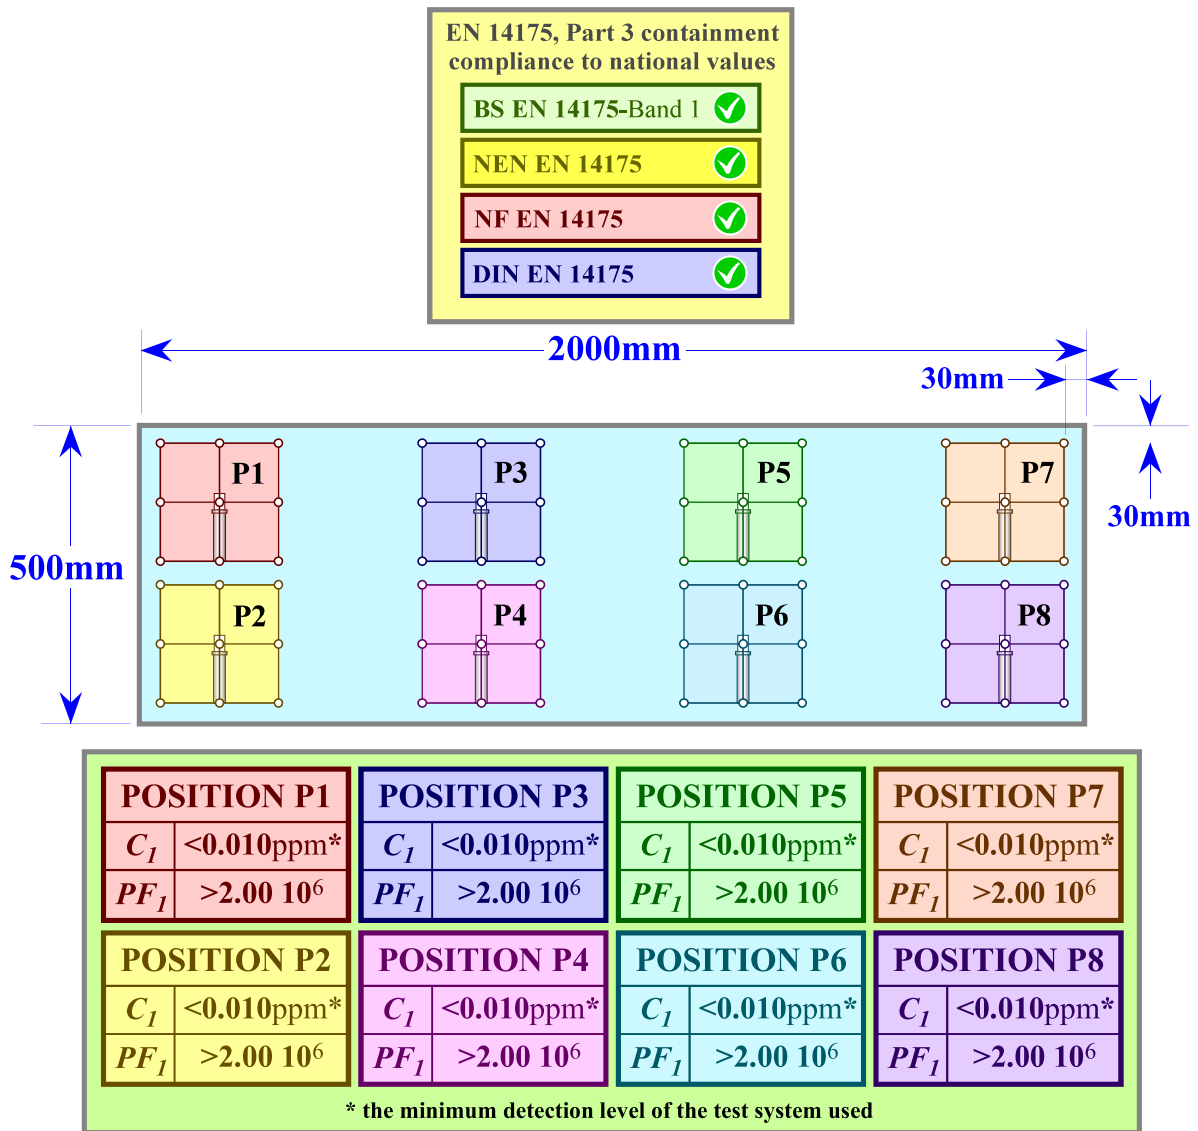 EN 14175, Part 3 containment
compliance to national values
BS EN 14175-Band 1
NEN EN 14175
NF EN 14175
DIN EN 14175
2000mm
30mm
30mm
500mm
P1
P3
P5
P7
P2
P4
P6
P8
POSITION P1
C1 <0.010ppm*
PF1 >2.00 10⁶
POSITION P3
C1 <0.010ppm*
PF1 >2.00 10⁶
POSITION P5
C1 <0.010ppm*
PF1 >2.00 10⁶
POSITION P7
C1 <0.010ppm*
PF1 >2.00 10⁶
POSITION P2
C1 <0.010ppm*
PF1 >2.00 10⁶
POSITION P4
C1 <0.010ppm*
PF1 >2.00 10⁶
POSITION P6
C1 <0.010ppm*
PF1 >2.00 10⁶
POSITION P8
C1 <0.010ppm*
PF1 >2.00 10⁶
* the minimum detection level of the test system used